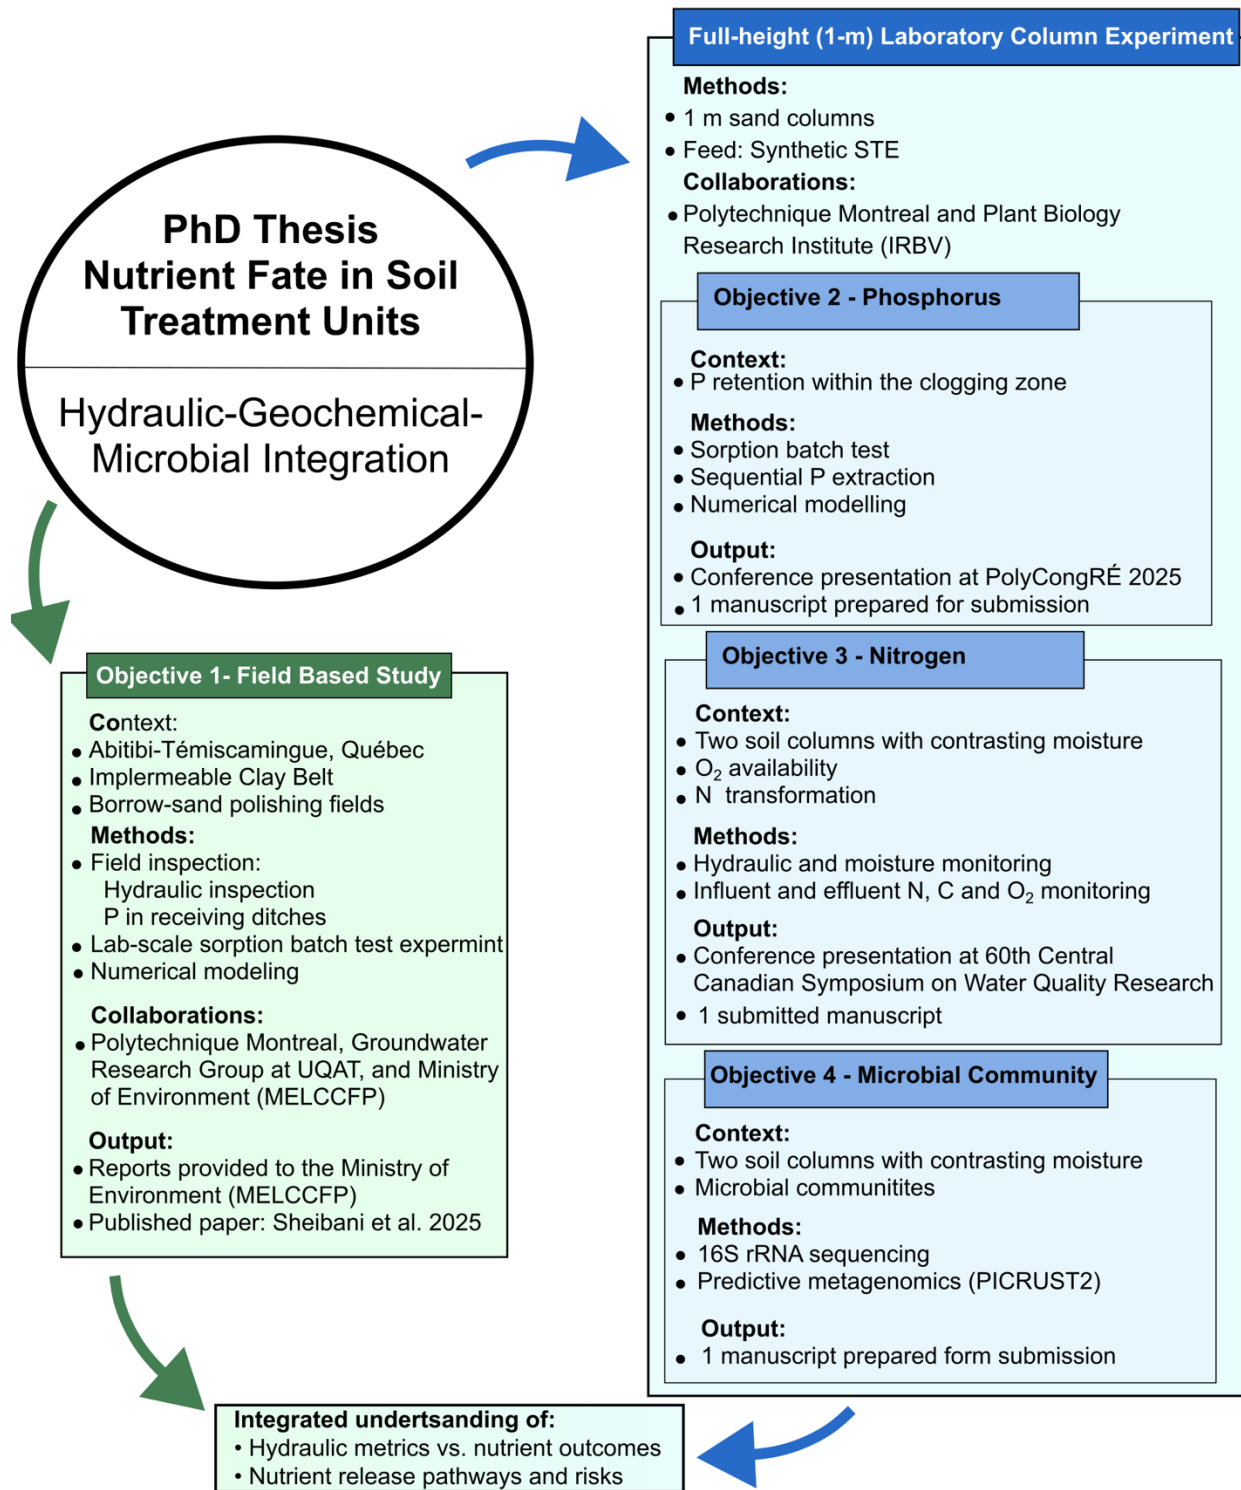 PhD Thesis
Nutrient Fate in Soil
Treatment Units
Hydraulic-Geochemical-
Microbial Integration
Objective 1- Field Based Study
Context:
• Abitibi-Témiscamingue, Québec
• Implermeable Clay Belt
• Borrow-sand polishing fields
Methods:
• Field inspection:
Hydraulic inspection
P in receiving ditches
• Lab-scale sorption batch test expermint
• Numerical modeling
Collaborations:
• Polytechnique Montreal, Groundwater
Research Group at UQAT, and Ministry
of Environment (MELCCFP)
Output:
• Reports provided to the Ministry of
Environment (MELCCFP)
• Published paper: Sheibani et al. 2025
Full-height (1-m) Laboratory Column Experiment
Methods:
• 1 m sand columns
• Feed: Synthetic STE
Collaborations:
• Polytechnique Montreal and Plant Biology
Research Institute (IRBV)
Objective 2 - Phosphorus
Context:
• P retention within the clogging zone
Methods:
• Sorption batch test
• Sequential P extraction
• Numerical modelling
Output:
• Conference presentation at PolyCongRÉ 2025
• 1 manuscript prepared for submission
Objective 3 - Nitrogen
Context:
• Two soil columns with contrasting moisture
• O₂ availability
• N transformation
Methods:
• Hydraulic and moisture monitoring
• Influent and effluent N, C and O₂ monitoring
Output:
• Conference presentation at 60th Central
Canadian Symposium on Water Quality Research
• 1 submitted manuscript
Objective 4 - Microbial Community
Context:
• Two soil columns with contrasting moisture
• Microbial communitites
Methods:
• 16S rRNA sequencing
• Predictive metagenomics (PICRUST2)
Output:
• 1 manuscript prepared form submission
Integrated undertsanding of:
• Hydraulic metrics vs. nutrient outcomes
• Nutrient release pathways and risks